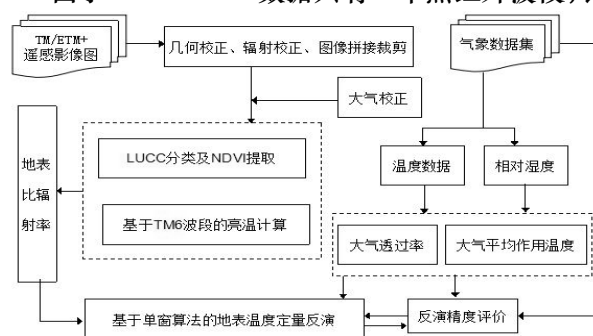 TM/ETM+
遥感影像图
几何校正、辐射校正、图像拼接裁剪
气象数据集
大气校正
地表比辐射率
LUCC分类及NDVI提取
基于TM6波段的亮温计算
温度数据
相对湿度
大气透过率
大气平均作用温度
基于单窗算法的地表温度定量反演
反演精度评价